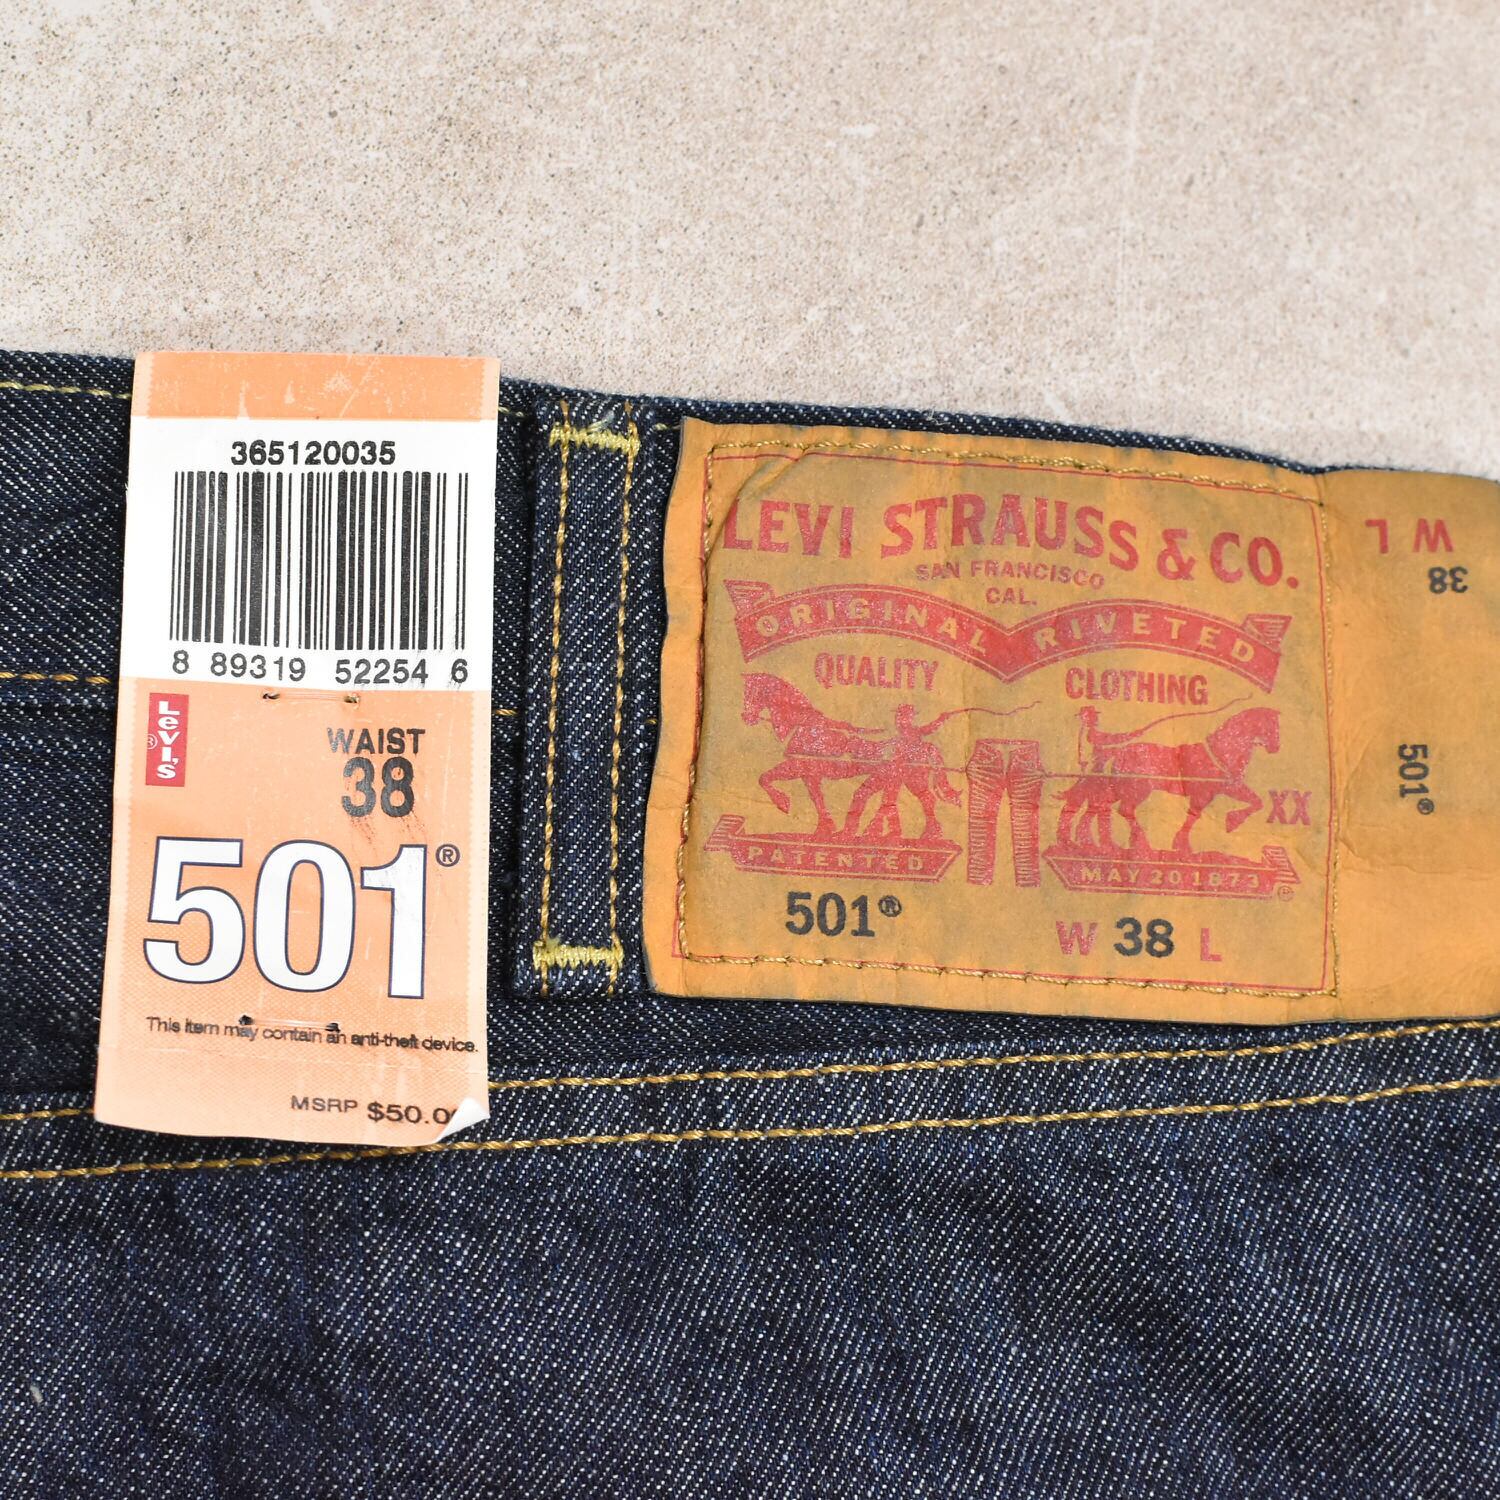 365120035
8 89319 52254 6
Levi's
®
WAIST
38
501®
This item may contain an anti-theft device.
MSRP $50.0
LEVI STRAUSS & CO.
SAN FRANCISCO
CAL.
ORIGINAL RIVETED
QUALITY CLOTHING
XX
PATENTED MAY 20 1873
®
501® W 38 L
W L
38
501®